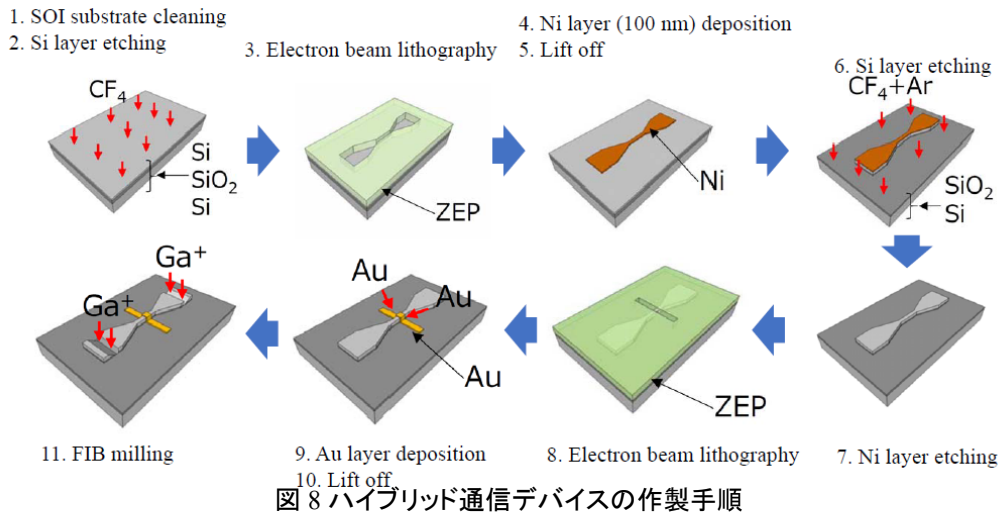 1. SOI substrate cleaning
2. Si layer etching
CF4
Si
SiO2
Si
3. Electron beam lithography
ZEP
4. Ni layer (100 nm) deposition
5. Lift off
Ni
6. Si layer etching
CF4+Ar
SiO2
Si
7. Ni layer etching
ZEP
8. Electron beam lithography
Au
Au
Au
9. Au layer deposition
10. Lift off
Ga+
Ga+
11. FIB milling
図 8 ハイブリッド通信デバイスの作製手順